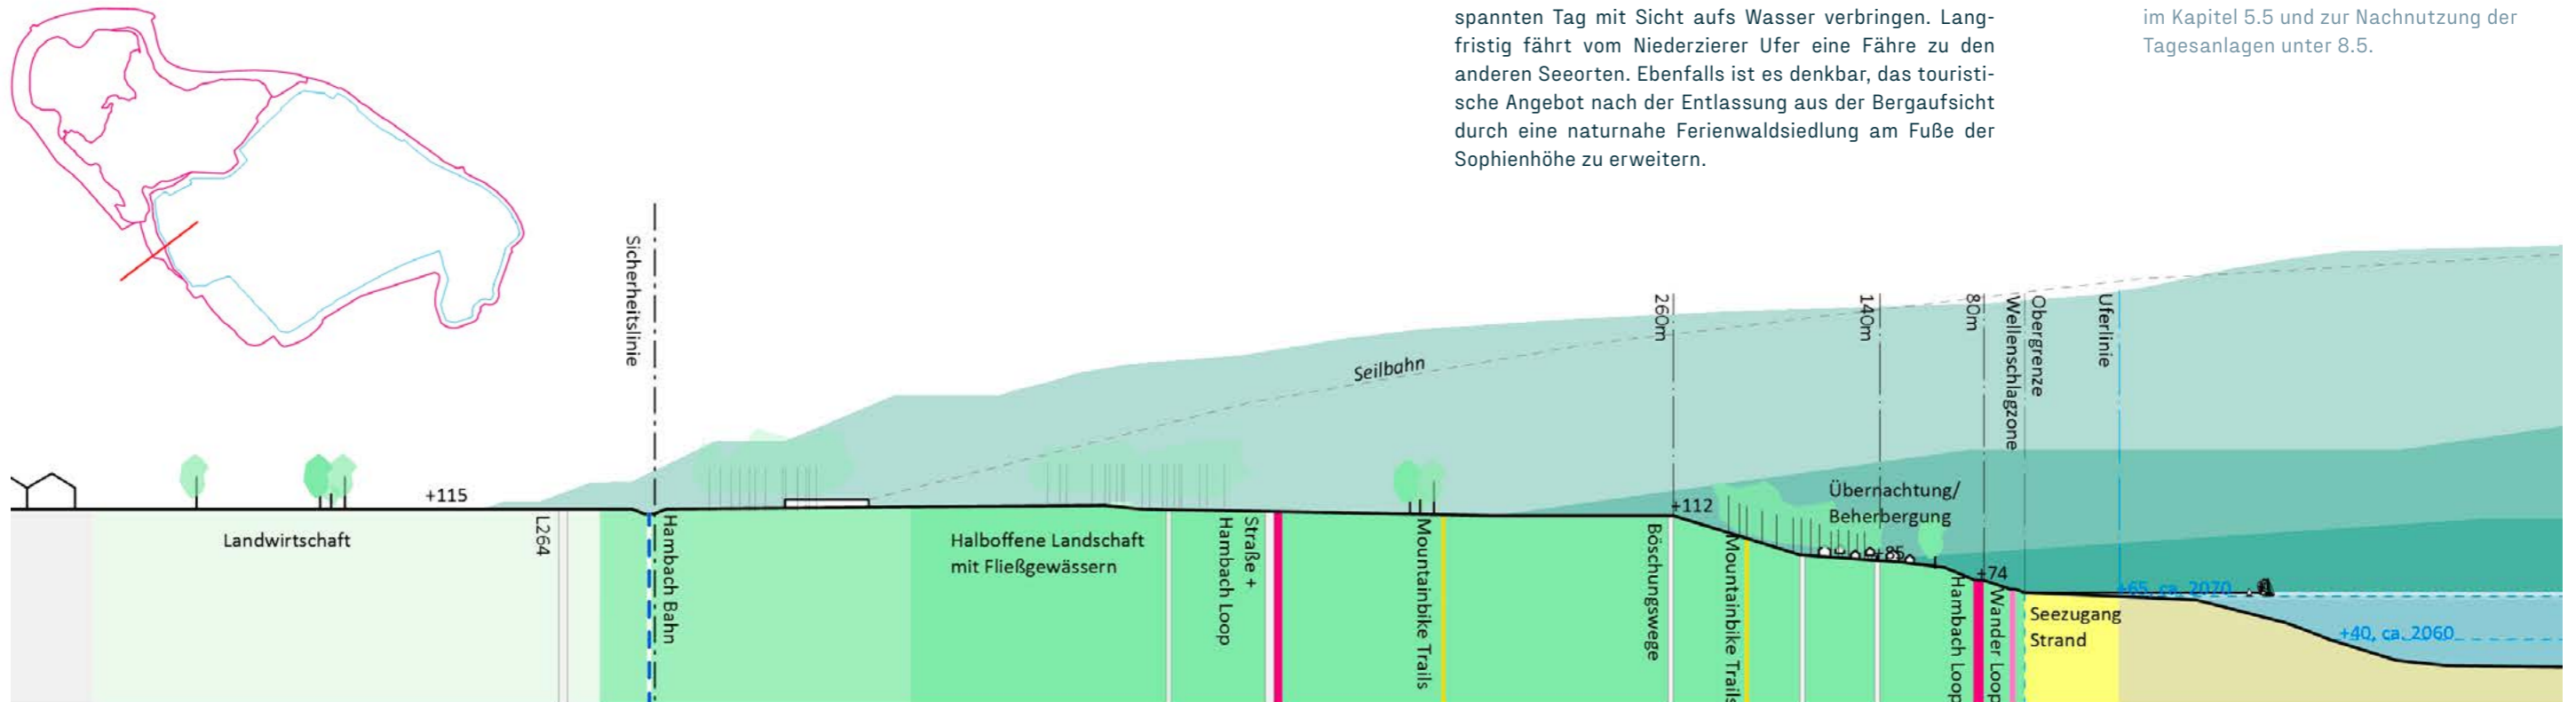 spannten Tag mit Sicht aufs Wasser verbringen. Lang-
fristig fährt vom Niederzierer Ufer eine Fähre zu den
anderen Seeorten. Ebenfalls ist es denkbar, das touristi-
sche Angebot nach der Entlassung aus der Bergaufsicht
durch eine naturnahe Ferienwaldsiedlung am Fuße der
Sophienhöhe zu erweitern.
im Kapitel 5.5 und zur Nachnutzung der
Tagesanlagen unter 8.5.
Sicherheitslinie
Seilbahn
260m
140m
80m
Obergrenze
Wellenschlagzone
Uferlinie
+115
Landwirtschaft
L264
Hambach Bahn
Halboffene Landschaft
mit Fließgewässern
Straße +
Hambach Loop
Mountainbike Trails
Böschungswege
+112
Mountainbike Trails
Übernachtung/
Beherbergung
+85
+74
Hambach Loop
Wander Loop
Seezugang
Strand
+65, ca. 2070
+40, ca. 2060